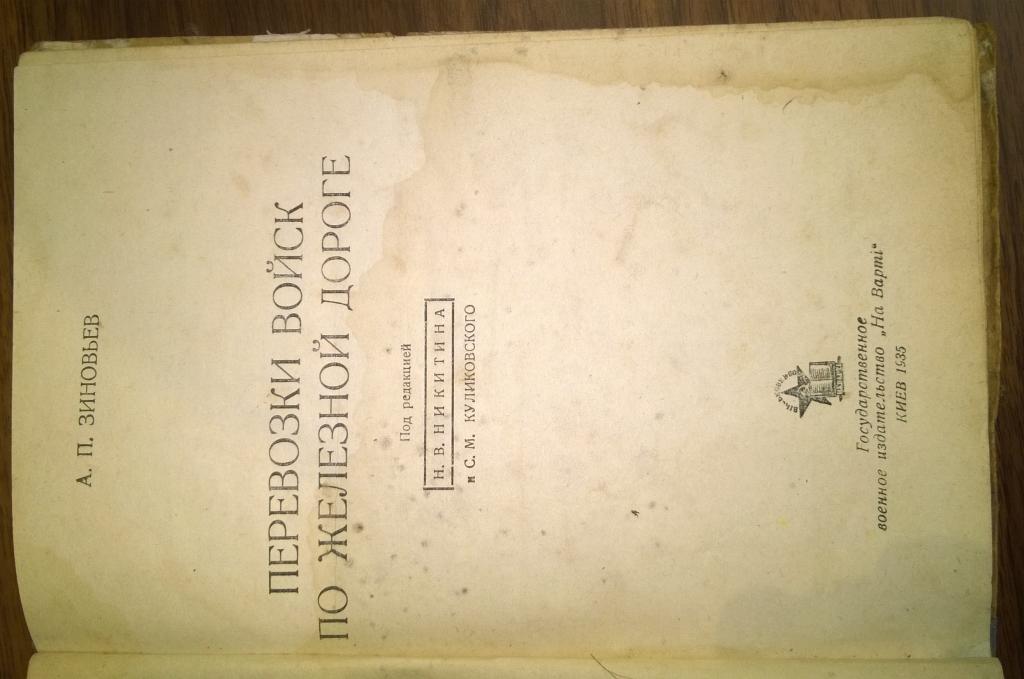 А. П. ЗИНОВЬЕВ
ПЕРЕВОЗКИ ВОЙСК
ПО ЖЕЛЕЗНОЙ ДОРОГЕ
Под редакцией
Н. В. НИКИТИНА
и С. М. КУЛИКОВСКОГО
Государственное
военное издательство „На Варті“
КИЕВ 1935